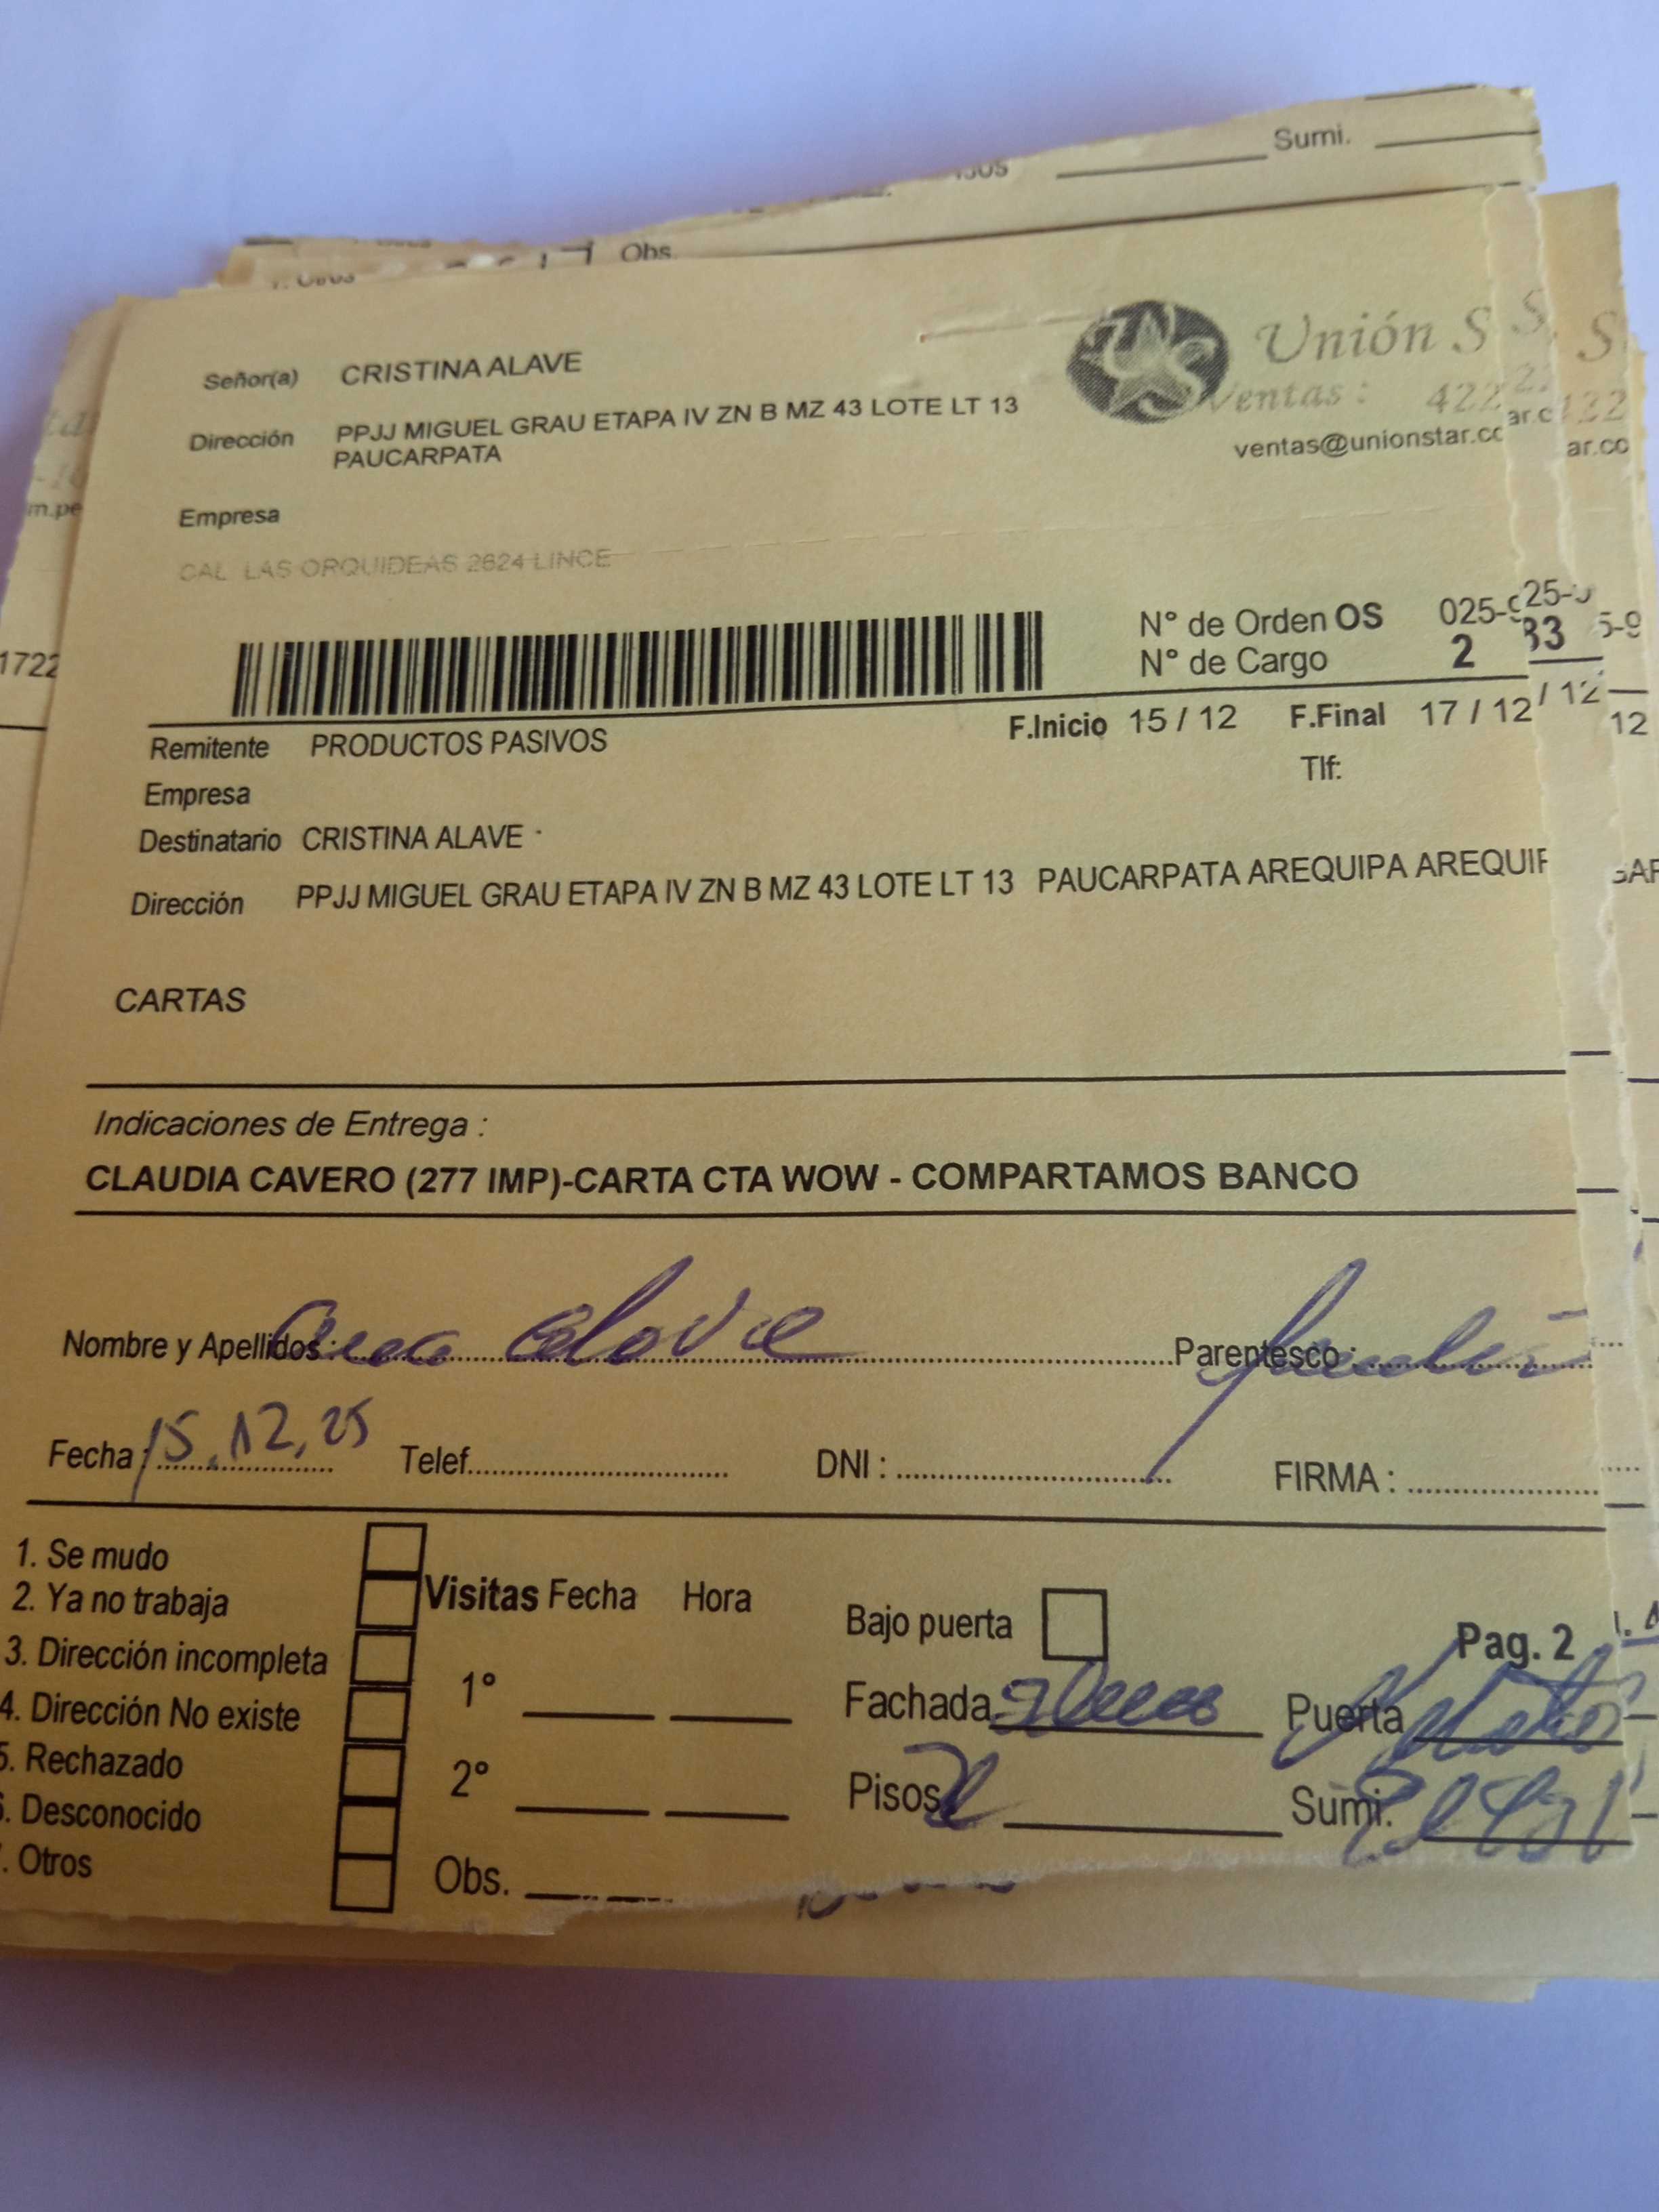 Sumi.
Obs.
Unión S
Señor(a) CRISTINA ALAVE
Ventas : 422
Dirección PPJJ MIGUEL GRAU ETAPA IV ZN B MZ 43 LOTE LT 13
PAUCARPATA
ventas@unionstar.cc
m.pe
Empresa
CAL LAS ORQUIDEAS 2624 LINCE
N° de Orden OS 025-9
N° de Cargo 2
1722
F.Inicio 15 / 12 F.Final 17 / 12
Remitente PRODUCTOS PASIVOS
Tlf:
Empresa
Destinatario CRISTINA ALAVE
Dirección PPJJ MIGUEL GRAU ETAPA IV ZN B MZ 43 LOTE LT 13 PAUCARPATA AREQUIPA AREQUIP
CARTAS
Indicaciones de Entrega :
CLAUDIA CAVERO (277 IMP)-CARTA CTA WOW - COMPARTAMOS BANCO
Nombre y Apellidos : Alave Parentesco :
Fecha : 15.12,25 Telef. DNI : FIRMA :
1. Se mudo
2. Ya no trabaja
3. Dirección incompleta
4. Dirección No existe
5. Rechazado
6. Desconocido
. Otros
Visitas Fecha Hora
1°
2°
Obs.
Bajo puerta
Pag. 2
Fachada Puerta
Pisos 2 Sumi.